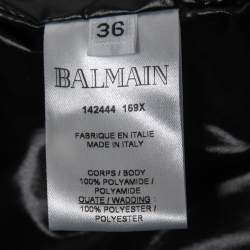 36
BALMAIN
142444 169X
FABRIQUE EN ITALIE
MADE IN ITALY
CORPS / BODY
100% POLYAMIDE /
POLYAMIDE
OUATE / WADDING :
100% POLYESTER /
POLYESTER